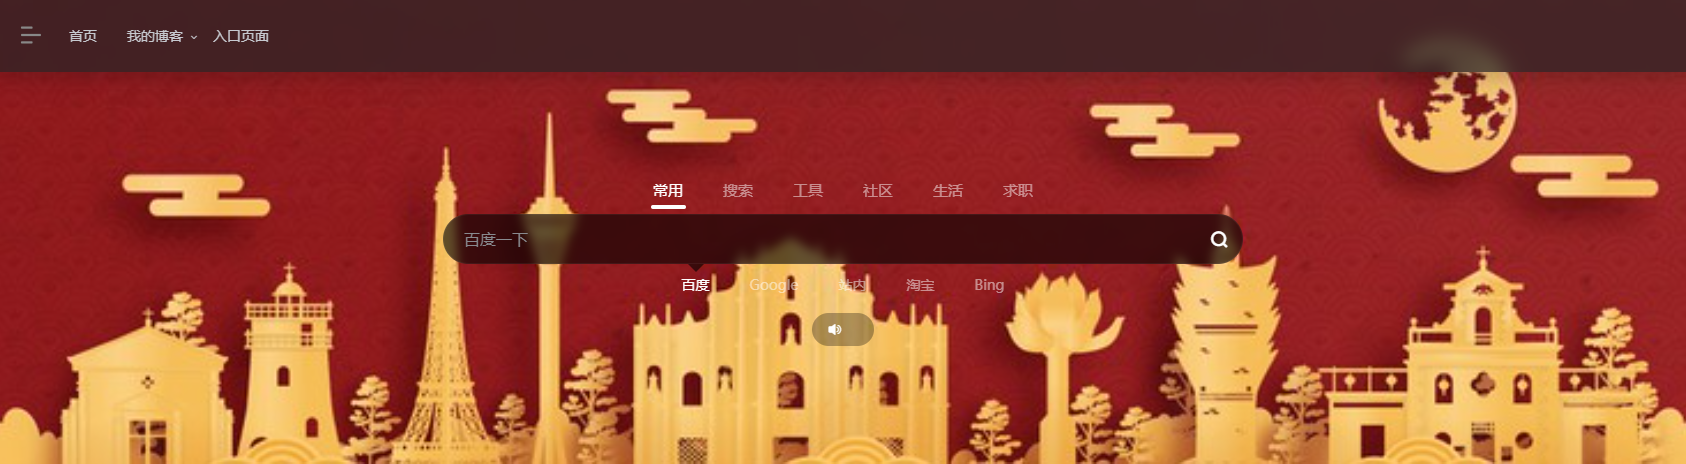 首页 我的博客 入口页面
常用 搜索 工具 社区 生活 求职
百度一下
百度 Google 站内 淘宝 Bing